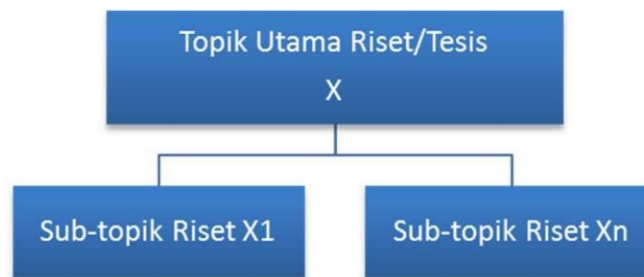 Topik Utama Riset/Tesis
X
Sub-topik Riset X1
Sub-topik Riset Xn